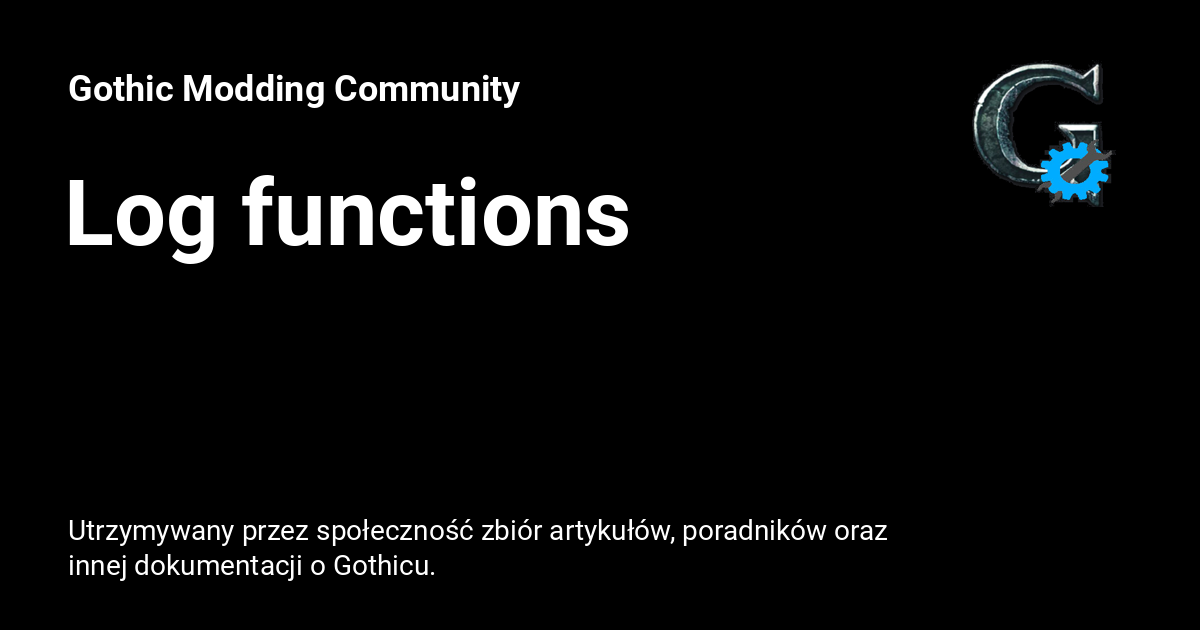 Gothic Modding Community
Log functions
Utrzymywany przez społeczność zbiór artykułów, poradników oraz
innej dokumentacji o Gothicu.